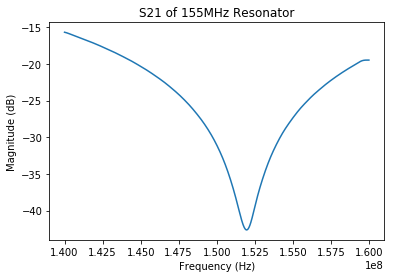 S21 of 155MHz Resonator
Magnitude (dB)
−15
−20
−25
−30
−35
−40
1.400 1.425 1.450 1.475 1.500 1.525 1.550 1.575 1.600
1e8
Frequency (Hz)